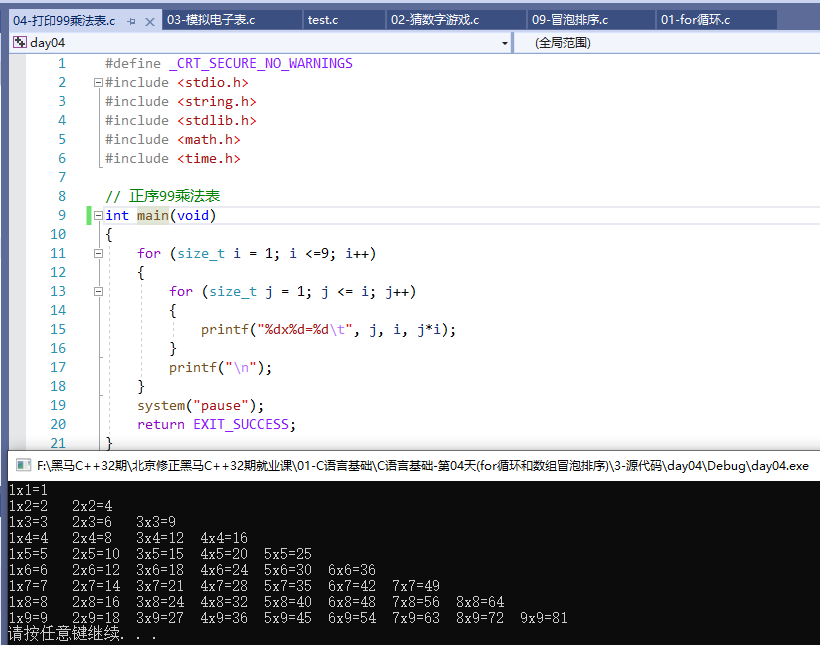 04-打印99乘法表.c 03-模拟电子表.c test.c 02-猜数字游戏.c 09-冒泡排序.c 01-for循环.c
day04 (全局范围)
1 #define _CRT_SECURE_NO_WARNINGS
2 #include <stdio.h>
3 #include <string.h>
4 #include <stdlib.h>
5 #include <math.h>
6 #include <time.h>
7
8 // 正序99乘法表
9 int main(void)
10 {
11 for (size_t i = 1; i <=9; i++)
12 {
13 for (size_t j = 1; j <= i; j++)
14 {
15 printf("%dx%d=%d\t", j, i, j*i);
16 }
17 printf("\n");
18 }
19 system("pause");
20 return EXIT_SUCCESS;
21 }
F:\黑马C++32期\北京修正黑马C++32期就业课\01-C语言基础\C语言基础-第04天(for循环和数组冒泡排序)\3-源代码\day04\Debug\day04.exe
1x1=1
1x2=2 2x2=4
1x3=3 2x3=6 3x3=9
1x4=4 2x4=8 3x4=12 4x4=16
1x5=5 2x5=10 3x5=15 4x5=20 5x5=25
1x6=6 2x6=12 3x6=18 4x6=24 5x6=30 6x6=36
1x7=7 2x7=14 3x7=21 4x7=28 5x7=35 6x7=42 7x7=49
1x8=8 2x8=16 3x8=24 4x8=32 5x8=40 6x8=48 7x8=56 8x8=64
1x9=9 2x9=18 3x9=27 4x9=36 5x9=45 6x9=54 7x9=63 8x9=72 9x9=81
请按任意键继续. . .